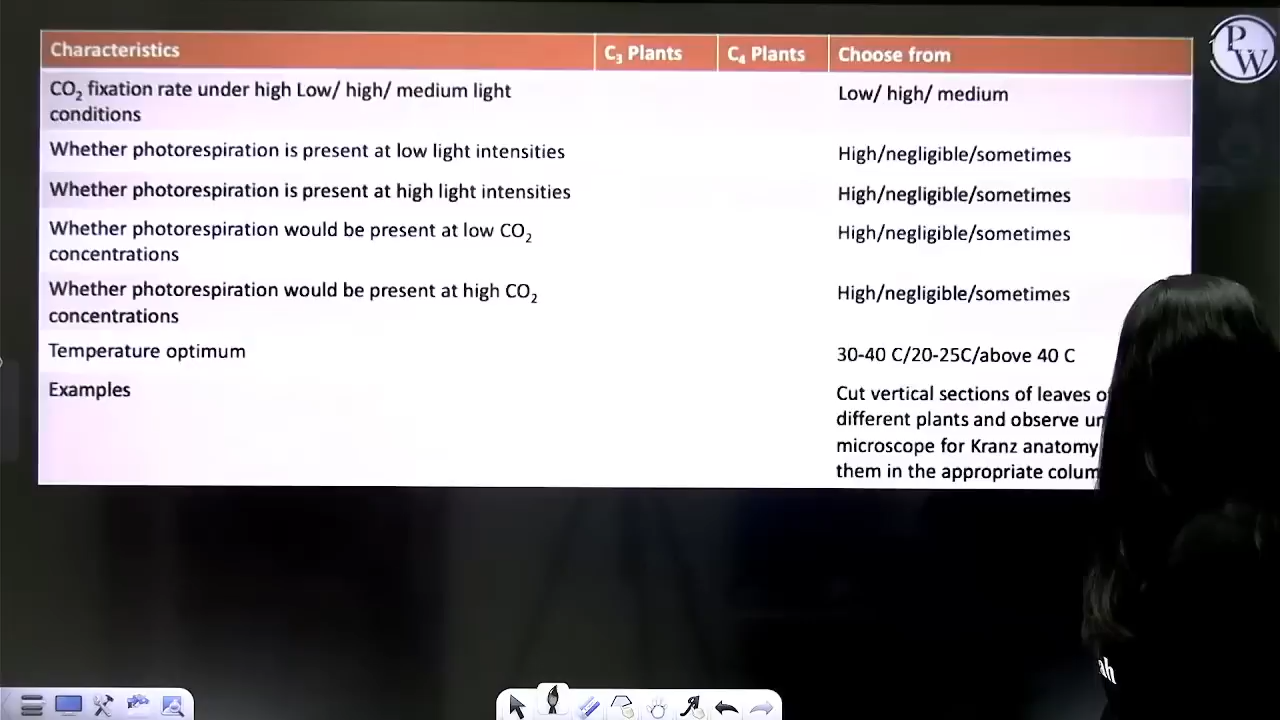 PW
Characteristics C₃ Plants C₄ Plants Choose from
CO₂ fixation rate under high Low/ high/ medium light Low/ high/ medium
conditions
Whether photorespiration is present at low light intensities High/negligible/sometimes
Whether photorespiration is present at high light intensities High/negligible/sometimes
Whether photorespiration would be present at low CO₂ High/negligible/sometimes
concentrations
Whether photorespiration would be present at high CO₂ High/negligible/sometimes
concentrations
Temperature optimum 30-40 C/20-25C/above 40 C
Examples Cut vertical sections of leaves
different plants and observe
microscope for Kranz anatomy
them in the appropriate